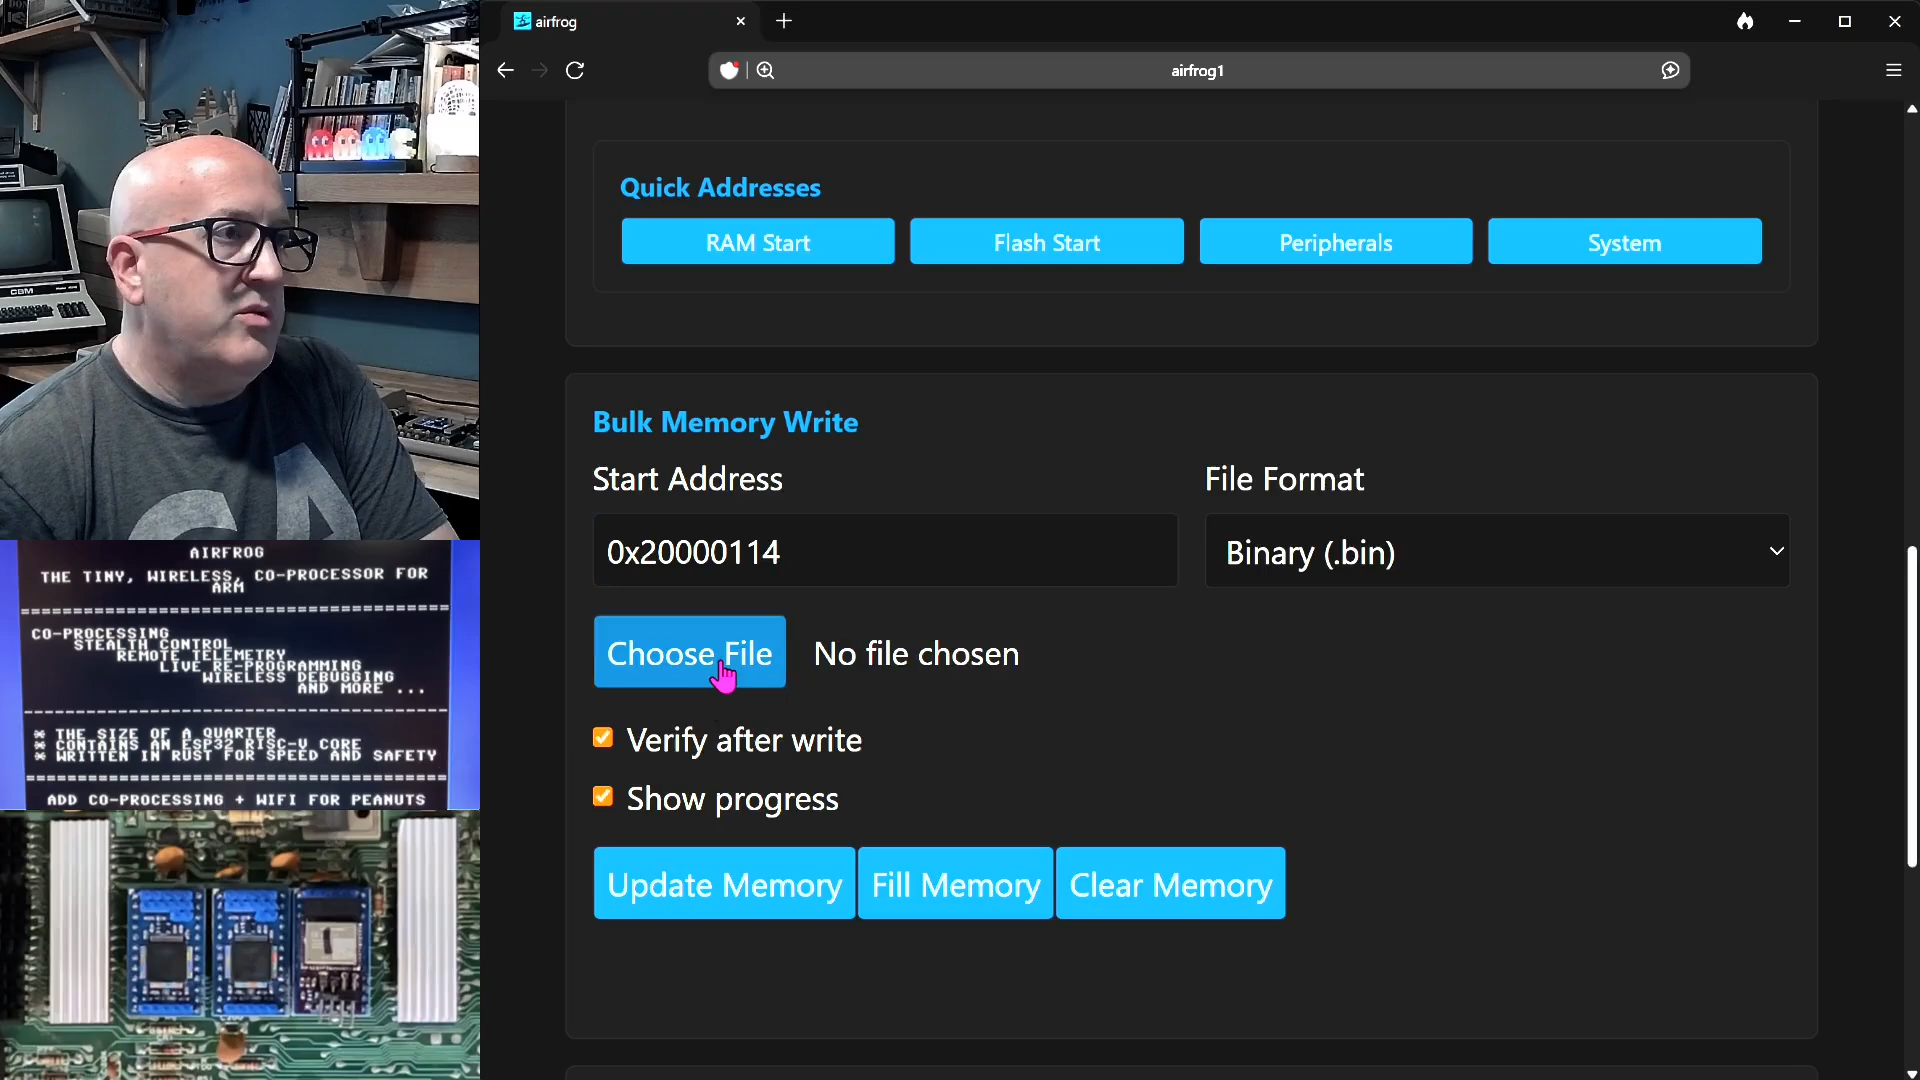 airfrog
airfrog1
Quick Addresses
RAM Start
Flash Start
Peripherals
System
Bulk Memory Write
Start Address
File Format
0x20000114
Binary (.bin)
Choose File
No file chosen
Verify after write
Show progress
Update Memory
Fill Memory
Clear Memory
CBM
CA
AIRFROG
THE TINY, WIRELESS, CO-PROCESSOR FOR
ARM
CO-PROCESSING
STEALTH CONTROL
REMOTE TELEMETRY
LIVE RE-PROGRAMMING
WIRELESS DEBUGGING
AND MORE ...
* THE SIZE OF A QUARTER
* CONTAINS AN ESP32 RISC-V CORE
* WRITTEN IN RUST FOR SPEED AND SAFETY
ADD CO-PROCESSING + WIFI FOR PEANUTS